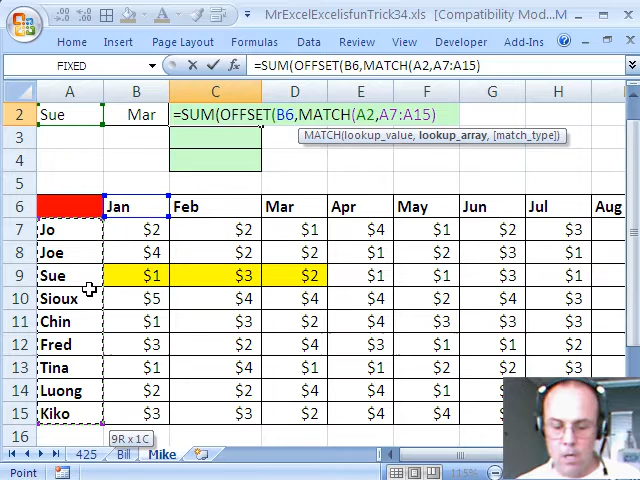 MrExcelExcelisfunTrick34.xls [Compatibility Mod...
Home Insert Page Layout Formulas Data Review View Add-Ins
FIXED =SUM(OFFSET(B6,MATCH(A2,A7:A15)
A B C D E F G H
2 Sue Mar =SUM(OFFSET(B6,MATCH(A2,A7:A15)
MATCH(lookup_value, lookup_array, [match_type])
3
4
5
6 Jan Feb Mar Apr May Jun Jul Aug
7 Jo $2 $2 $1 $4 $1 $2 $3
8 Joe $4 $2 $2 $1 $2 $3 $1
9 Sue $1 $3 $2 $1 $1 $3 $3
10 Sioux $5 $4 $4 $4 $2 $4 $3
11 Chin $1 $3 $2 $4 $1 $1 $1
12 Fred $3 $2 $4 $3 $2 $3 $2
13 Tina $1 $4 $1 $1 $2 $2 $3
14 Luong $2 $2 $4 $4 $1
15 Kiko $3 $3 $2 $4 $4
16 9R x 1C
425 Bill Mike
Point 115%